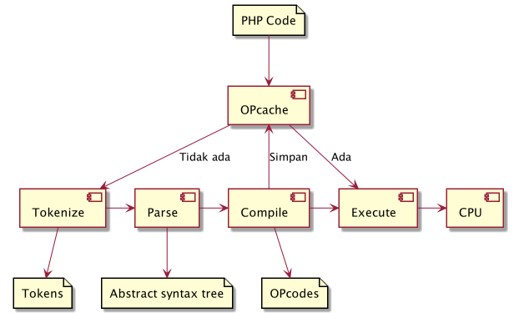 PHP Code
OPcache
Tidak ada
Simpan
Ada
Tokenize
Parse
Compile
Execute
CPU
Tokens
Abstract syntax tree
OPcodes